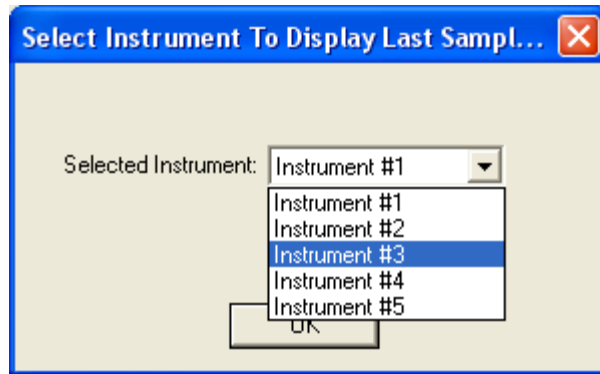 Select Instrument To Display Last Sampl...
Selected Instrument: Instrument #1
Instrument #1
Instrument #2
Instrument #3
Instrument #4
Instrument #5
OK